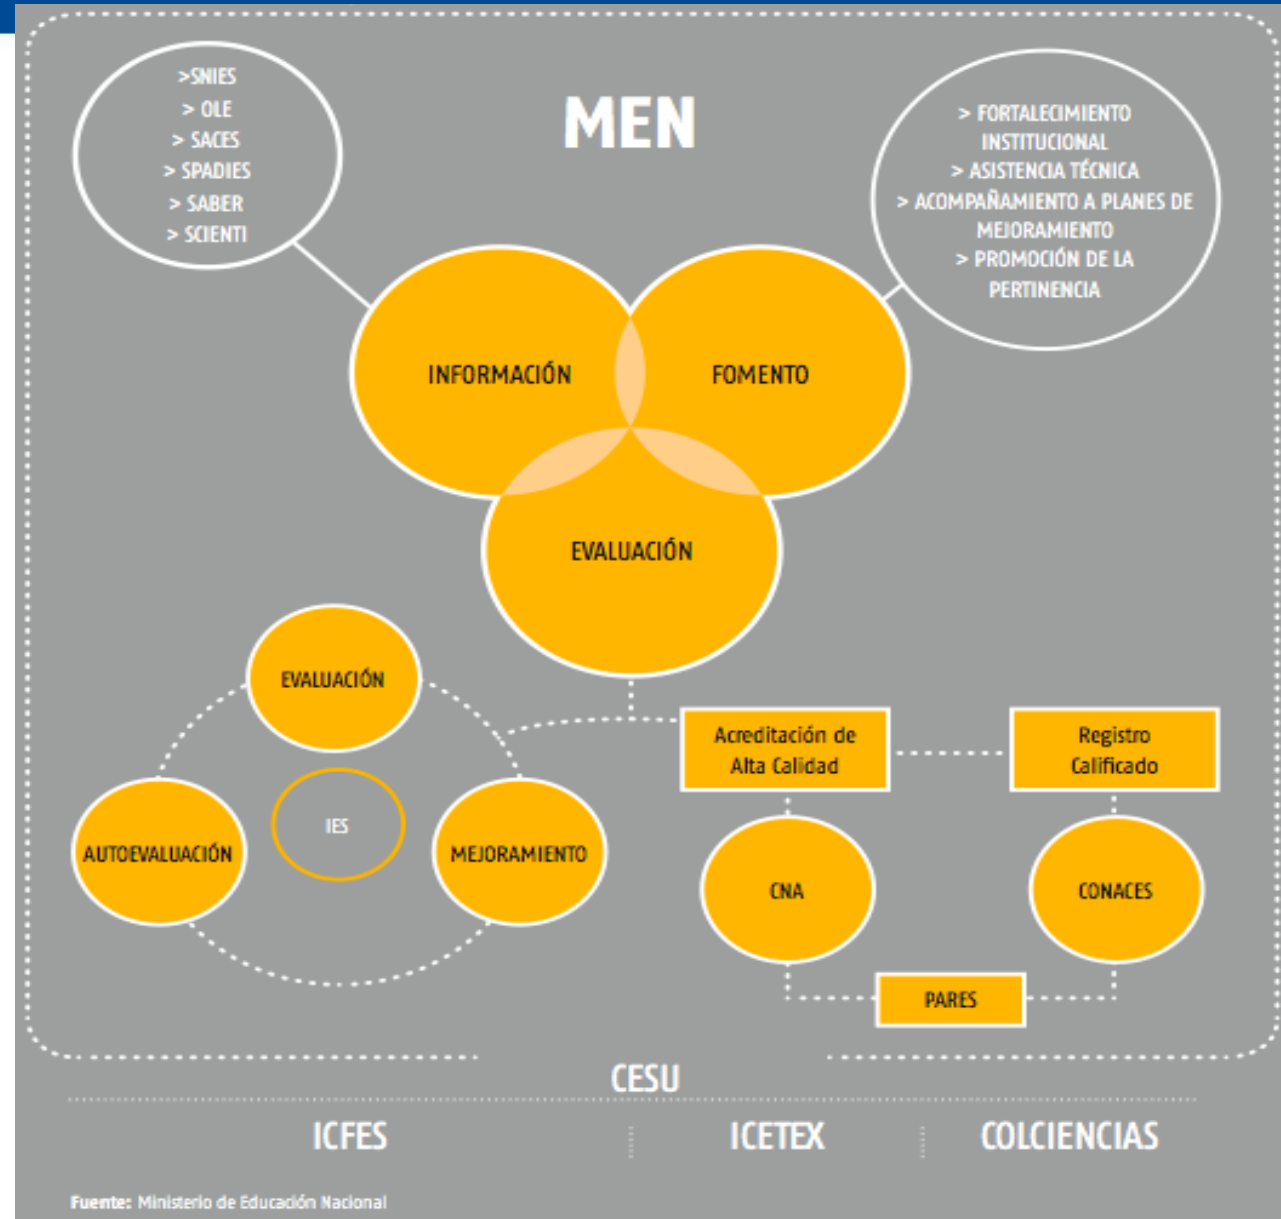 MEN
>SNIES
> OLE
> SACES
> SPADIES
> SABER
> SCIENTI
> FORTALECIMIENTO
INSTITUCIONAL
> ASISTENCIA TÉCNICA
> ACOMPAÑAMIENTO A PLANES DE
MEJORAMIENTO
> PROMOCIÓN DE LA
PERTINENCIA
INFORMACIÓN
FOMENTO
EVALUACIÓN
EVALUACIÓN
AUTOEVALUACIÓN
IES
MEJORAMIENTO
Acreditación de
Alta Calidad
Registro
Calificado
CNA
CONACES
PARES
CESU
ICFES
ICETEX
COLCIENCIAS
Fuente: Ministerio de Educación Nacional